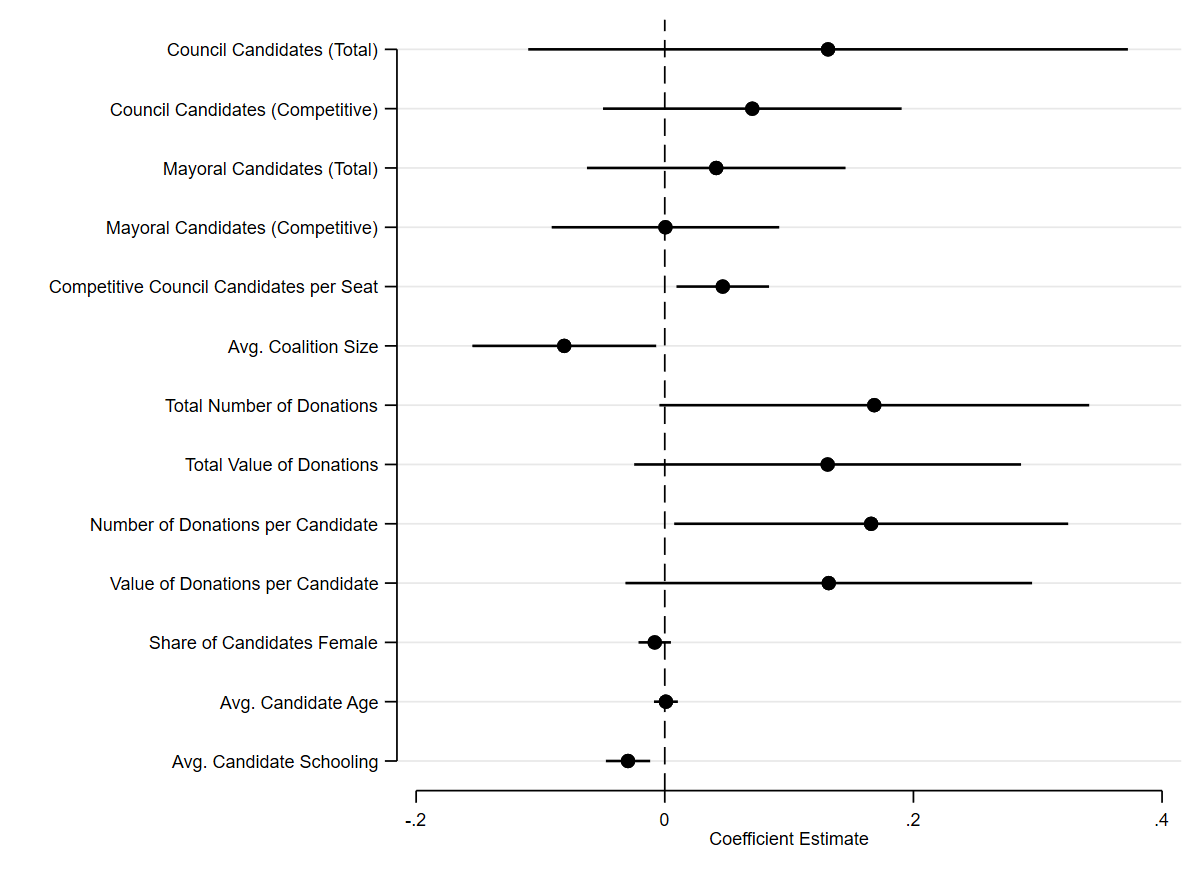 Council Candidates (Total)
Council Candidates (Competitive)
Mayoral Candidates (Total)
Mayoral Candidates (Competitive)
Competitive Council Candidates per Seat
Avg. Coalition Size
Total Number of Donations
Total Value of Donations
Number of Donations per Candidate
Value of Donations per Candidate
Share of Candidates Female
Avg. Candidate Age
Avg. Candidate Schooling
-.2 0 .2 .4
Coefficient Estimate